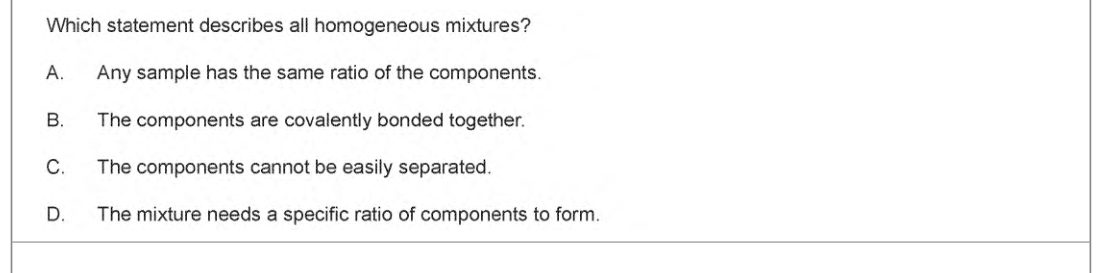 Which statement describes all homogeneous mixtures?
A. Any sample has the same ratio of the components.
B. The components are covalently bonded together.
C. The components cannot be easily separated.
D. The mixture needs a specific ratio of components to form.